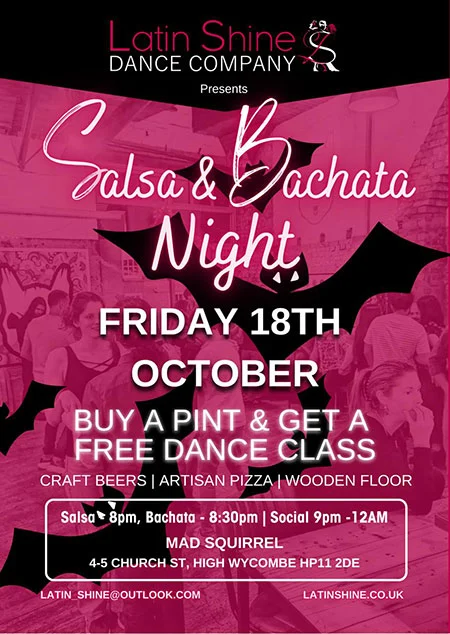 Latin Shine
DANCE COMPANY
Presents
Salsa & Bachata
Night
FRIDAY 18TH
OCTOBER
BUY A PINT & GET A
FREE DANCE CLASS
CRAFT BEERS | ARTISAN PIZZA | WOODEN FLOOR
Salsa - 8pm, Bachata - 8:30pm | Social 9pm -12AM
MAD SQUIRREL
4-5 CHURCH ST, HIGH WYCOMBE HP11 2DE
LATIN_SHINE@OUTLOOK.COM
LATINSHINE.CO.UK